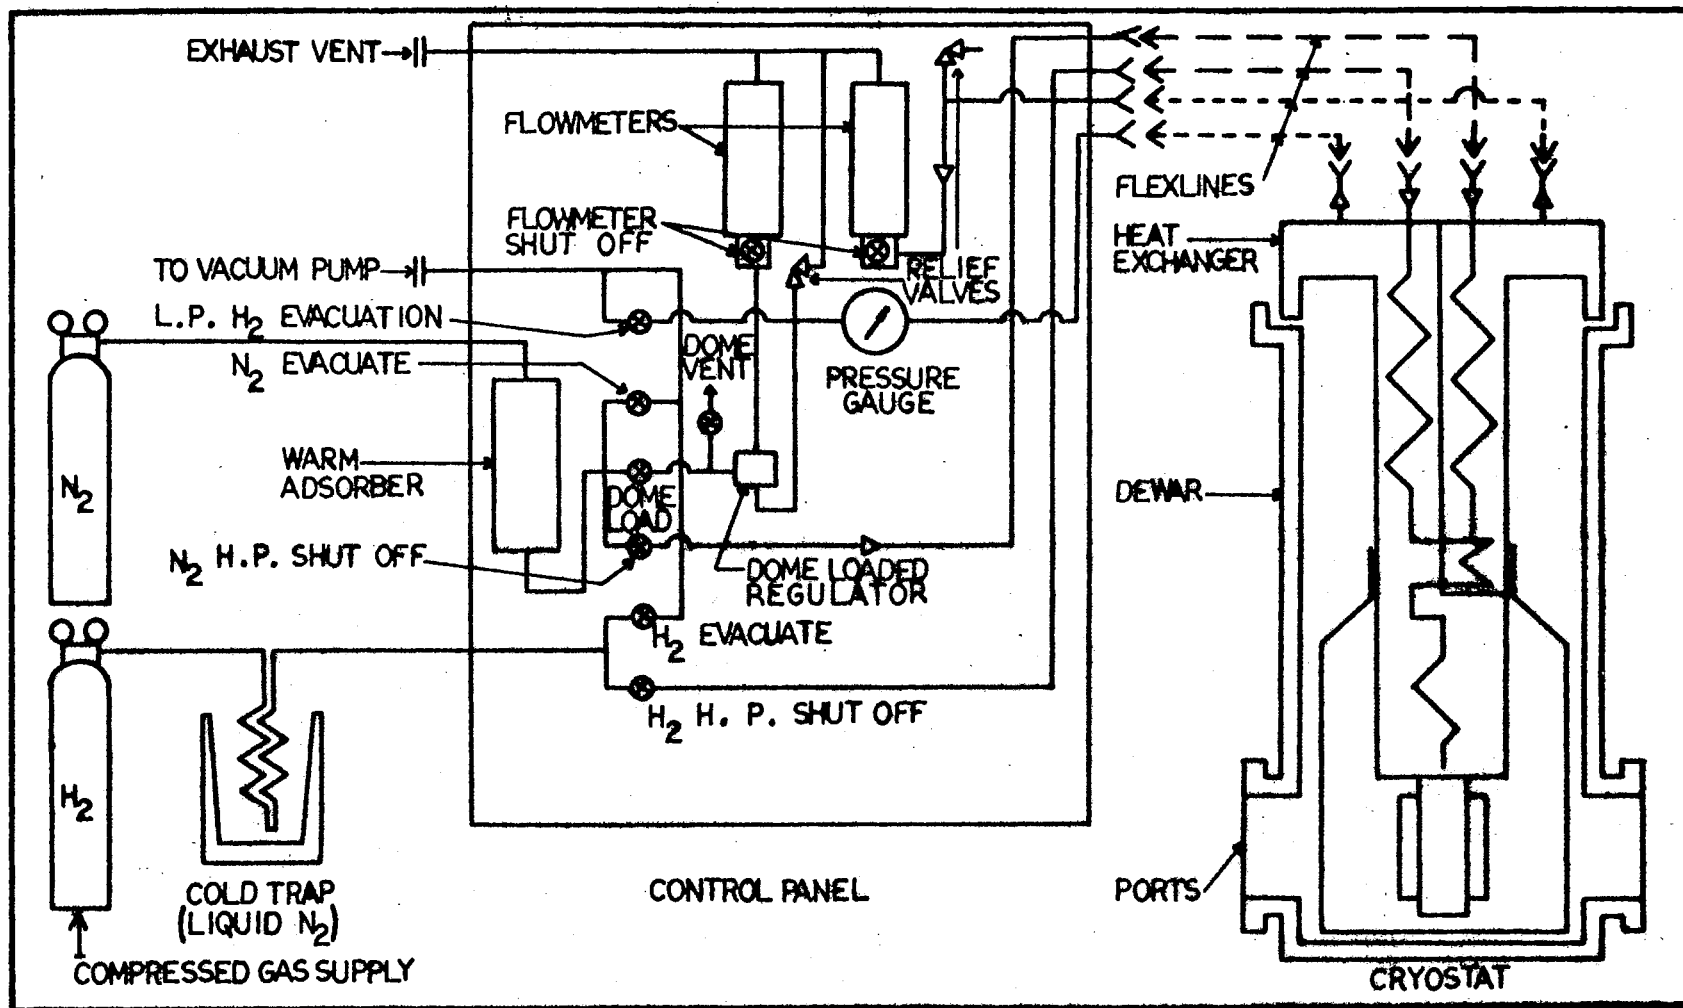 EXHAUST VENT
FLOWMETERS
FLOWMETER
SHUT OFF
TO VACUUM PUMP
RELIEF
VALVES
L.P. H2 EVACUATION
N2 EVACUATE
DOME
VENT
PRESSURE
GAUGE
WARM
ADSORBER
N2
DOME
LOAD
N2 H.P. SHUT OFF
DOME LOADED
REGULATOR
H2 EVACUATE
H2 H. P. SHUT OFF
H2
COLD TRAP
(LIQUID N2)
COMPRESSED GAS SUPPLY
CONTROL PANEL
FLEXLINES
HEAT
EXCHANGER
DEWAR
PORTS
CRYOSTAT